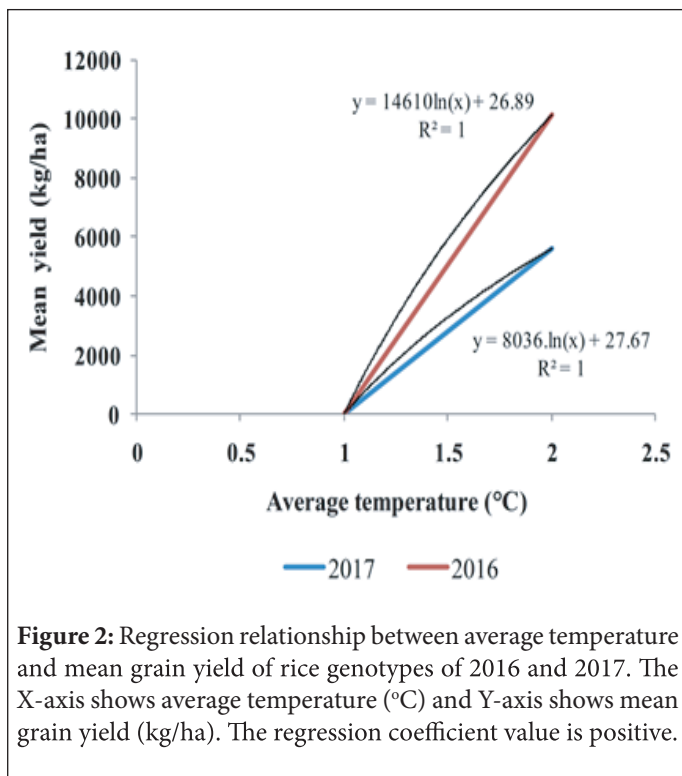 12000
10000
8000
6000
4000
2000
0
Mean yield (kg/ha)
y = 14610ln(x) + 26.89
R² = 1
y = 8036.ln(x) + 27.67
R² = 1
0 0.5 1 1.5 2 2.5
Average temperature (°C)
2017 2016
Figure 2: Regression relationship between average temperature
and mean grain yield of rice genotypes of 2016 and 2017. The
X-axis shows average temperature (°C) and Y-axis shows mean
grain yield (kg/ha). The regression coefficient value is positive.